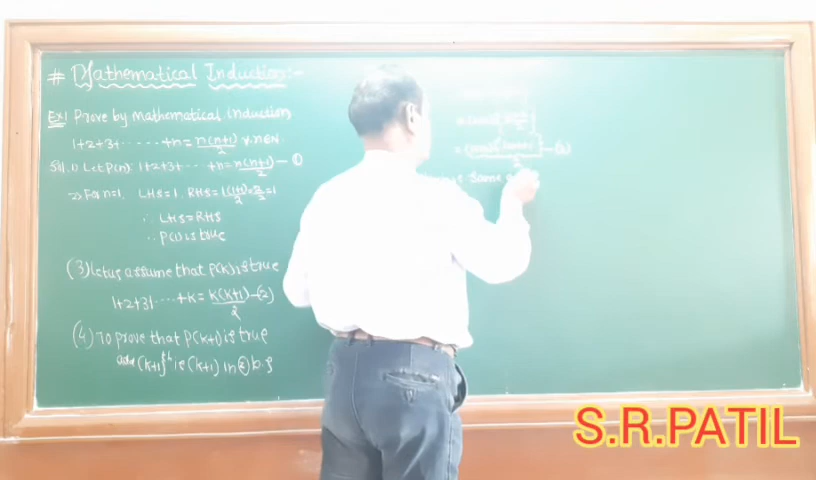 # Mathematical Induction:-
Ex1 Prove by Mathematical Induction
1+2+3+ ...... +n = n(n+1)/2 ∀ n∈N.
Sol. 1) Let P(n): 1+2+3+ .... +n = n(n+1)/2 — ①
2) For n=1, LHS=1 RHS = 1(1+1)/2 = 2/2 = 1
∴ LHS=RHS
∴ P(1) is true
(3) let us assume that P(k) is true
1+2+3+ .... +k = k(k+1)/2 —(2)
(4) To prove that P(k+1) is true
add (k+1)th ie (k+1) in ② b.s
same
S.R.PATIL